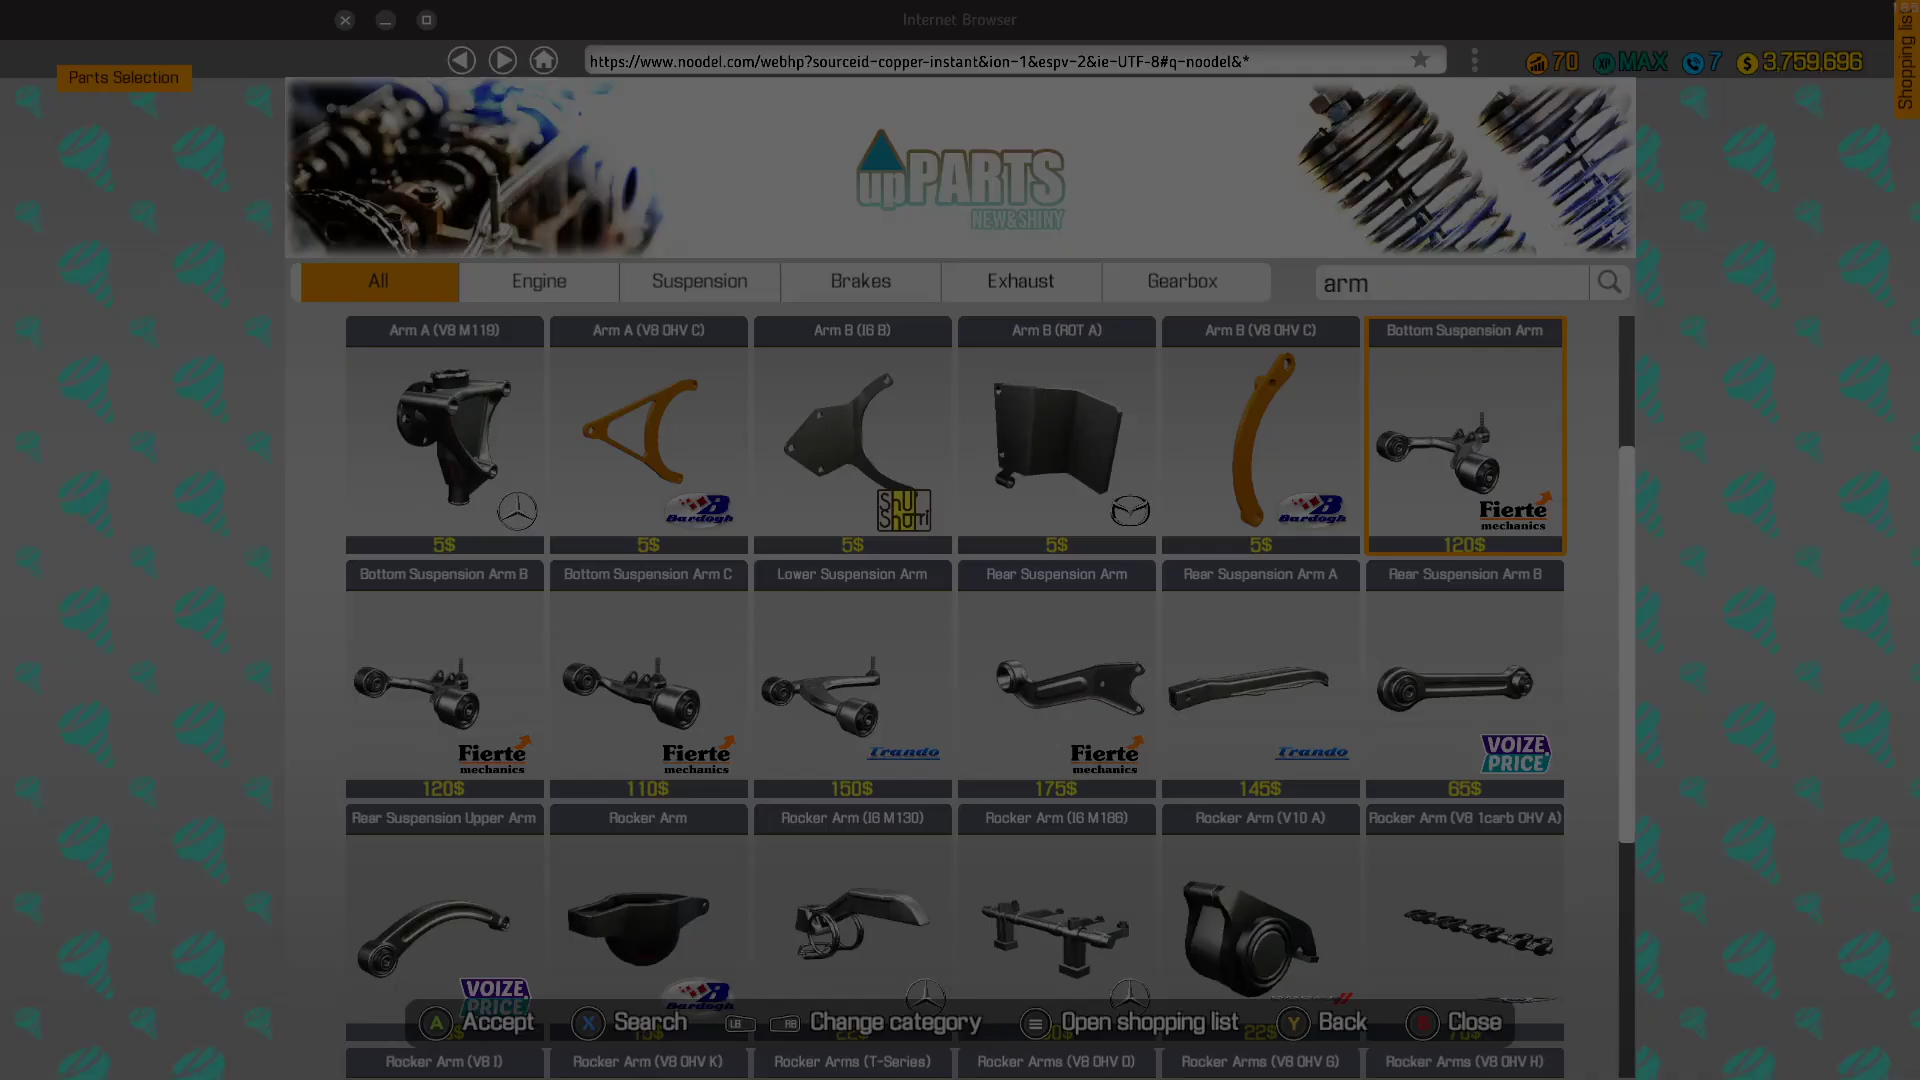 Internet Browser
Parts Selection
https://www.noodel.com/webhp?sourceid-copper-instant&ion-1&espv-2&ie-UTF-8#q-noodel&*
70 XP MAX 7 $ 3,759,696
Shopping list
upPARTS
NEW&SHINY
All Engine Suspension Brakes Exhaust Gearbox
arm
Arm A (V8 M119) Arm A (V8 OHV C) Arm B (I6 B) Arm B (ROT A) Arm B (V8 OHV C) Bottom Suspension Arm
Bardogh Bardogh Fierte
mechanics
5$ 5$ 5$ 5$ 5$ 120$
Bottom Suspension Arm B Bottom Suspension Arm C Lower Suspension Arm Rear Suspension Arm Rear Suspension Arm A Rear Suspension Arm B
Fierte mechanics Fierte mechanics Trando Fierte mechanics Trando VOIZE PRICE
120$ 110$ 150$ 175$ 145$ 65$
Rear Suspension Upper Arm Rocker Arm Rocker Arm (I6 M130) Rocker Arm (I6 M186) Rocker Arm (V10 A) Rocker Arm (V8 1carb OHV A)
VOIZE PRICE Bardogh
A Accept X Search LB RB Change category Open shopping list Y Back Close
Rocker Arm (V8 I) Rocker Arm (V8 OHV K) Rocker Arms (T-Series) Rocker Arms (V8 OHV D) Rocker Arms (V8 OHV G) Rocker Arms (V8 OHV H)